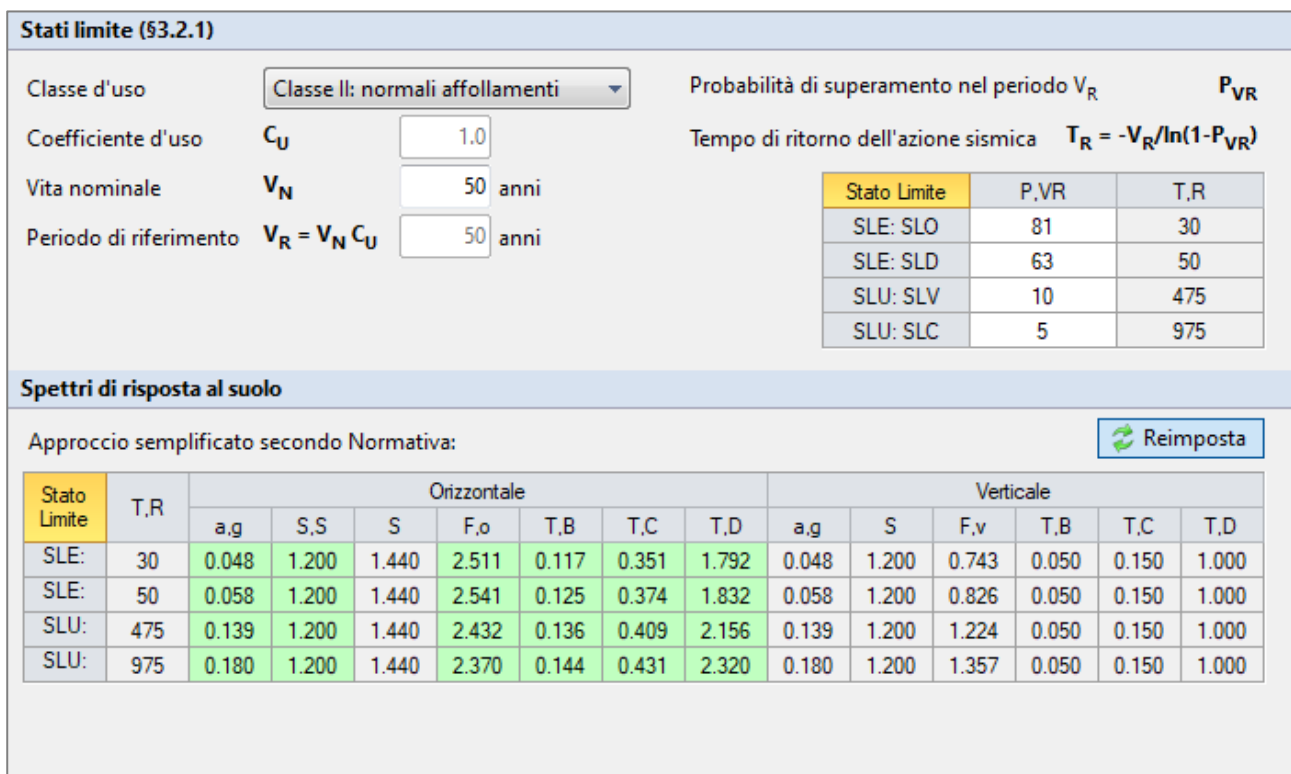 Stati limite (§3.2.1)
Classe d'uso Classe II: normali affollamenti Probabilità di superamento nel periodo VR PVR
Coefficiente d'uso CU 1.0 Tempo di ritorno dell'azione sismica TR = -VR/ln(1-PVR)
Vita nominale VN 50 anni
Periodo di riferimento VR = VN CU 50 anni
Stato Limite P,VR T,R
SLE: SLO 81 30
SLE: SLD 63 50
SLU: SLV 10 475
SLU: SLC 5 975
Spettri di risposta al suolo
Approccio semplificato secondo Normativa: Reimposta
Stato Limite T,R Orizzontale Verticale
a,g S,S S F,o T,B T,C T,D a,g S F,v T,B T,C T,D
SLE: 30 0.048 1.200 1.440 2.511 0.117 0.351 1.792 0.048 1.200 0.743 0.050 0.150 1.000
SLE: 50 0.058 1.200 1.440 2.541 0.125 0.374 1.832 0.058 1.200 0.826 0.050 0.150 1.000
SLU: 475 0.139 1.200 1.440 2.432 0.136 0.409 2.156 0.139 1.200 1.224 0.050 0.150 1.000
SLU: 975 0.180 1.200 1.440 2.370 0.144 0.431 2.320 0.180 1.200 1.357 0.050 0.150 1.000